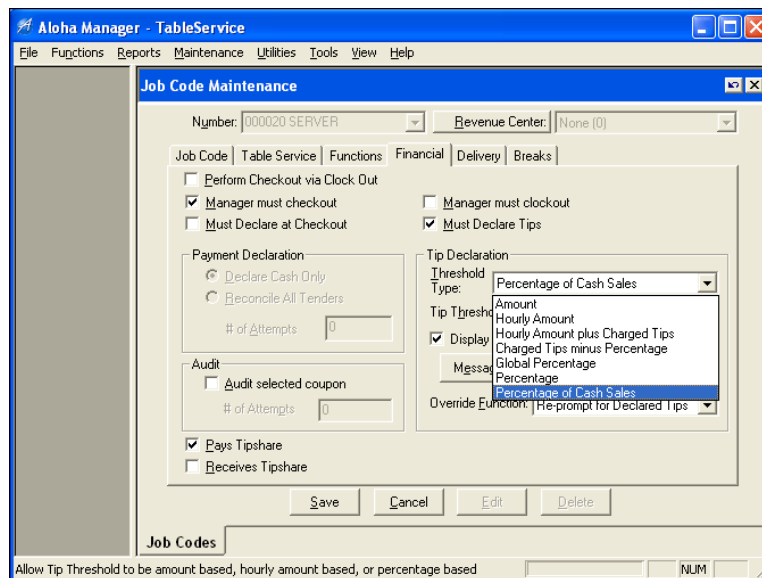 Aloha Manager - TableService
File Functions Reports Maintenance Utilities Tools View Help
Job Code Maintenance
Number: 000020 SERVER Revenue Center: None (0)
Job Code Table Service Functions Financial Delivery Breaks
Perform Checkout via Clock Out
Manager must checkout Manager must clockout
Must Declare at Checkout Must Declare Tips
Payment Declaration Tip Declaration
Declare Cash Only
Reconcile All Tenders
# of Attempts 0
Threshold
Type: Percentage of Cash Sales
Amount
Hourly Amount
Hourly Amount plus Charged Tips
Charged Tips minus Percentage
Global Percentage
Percentage
Percentage of Cash Sales
Tip Thresho
Display
Messag
Override Function: Re-prompt for Declared Tips
Audit
Audit selected coupon
# of Attempts 0
Pays Tipshare
Receives Tipshare
Save Cancel Edit Delete
Job Codes
Allow Tip Threshold to be amount based, hourly amount based, or percentage based NUM